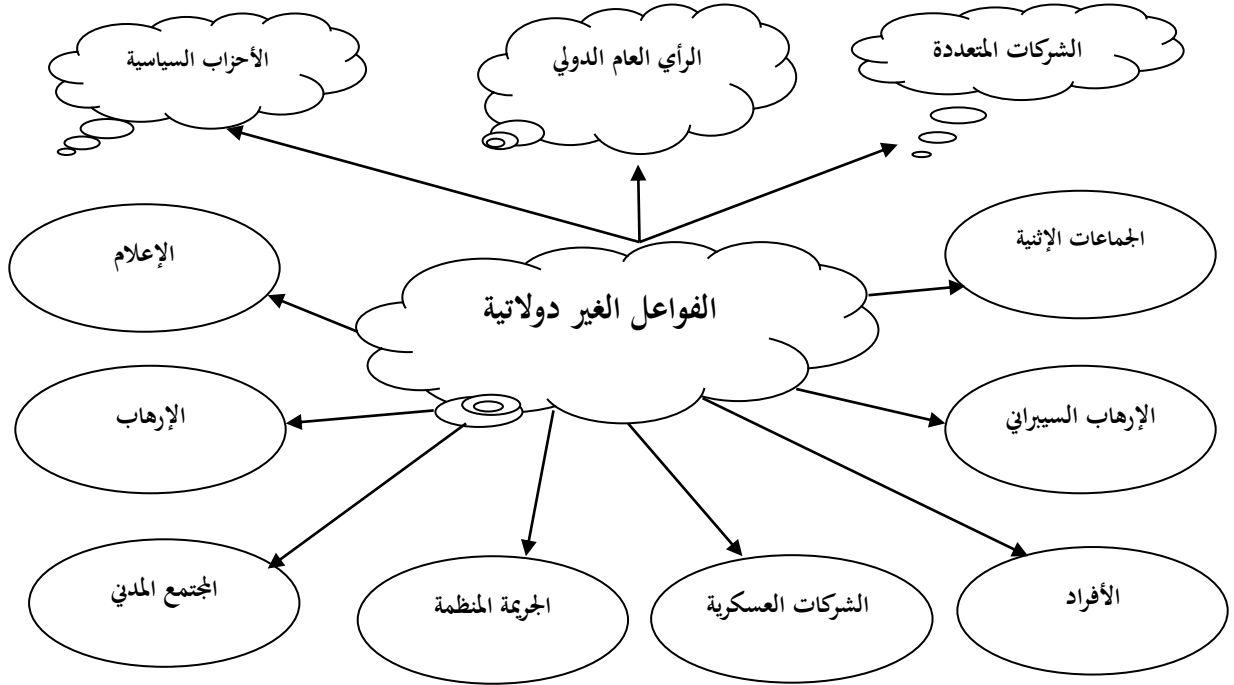 الشركات المتعددة
الرأي العام الدولي
الأحزاب السياسية
الجماعات الإثنية
الإعلام
الفواعل الغير دولاتية
الإرهاب السيبراني
الإرهاب
الأفراد
الشركات العسكرية
الجريمة المنظمة
المجتمع المدني